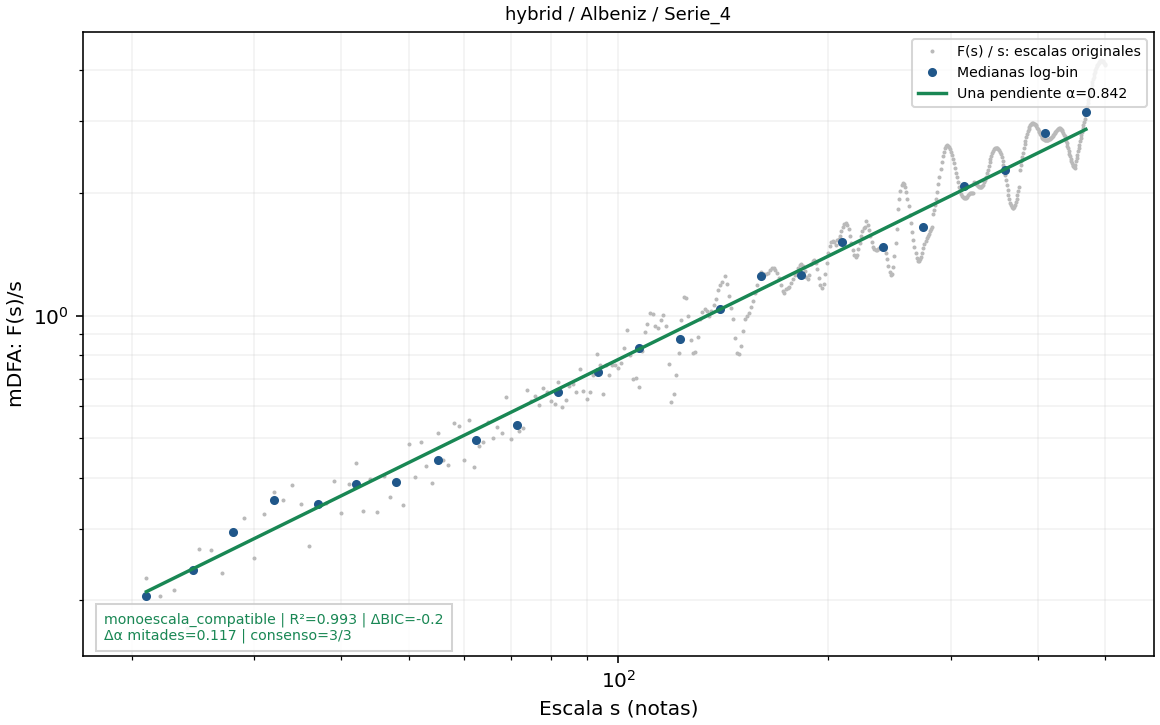 hybrid / Albeniz / Serie_4
F(s) / s: escalas originales
Medianas log-bin
Una pendiente α=0.842
mDFA: F(s)/s
10⁰
monoescala_compatible | R²=0.993 | ΔBIC=-0.2
Δα mitades=0.117 | consenso=3/3
10²
Escala s (notas)